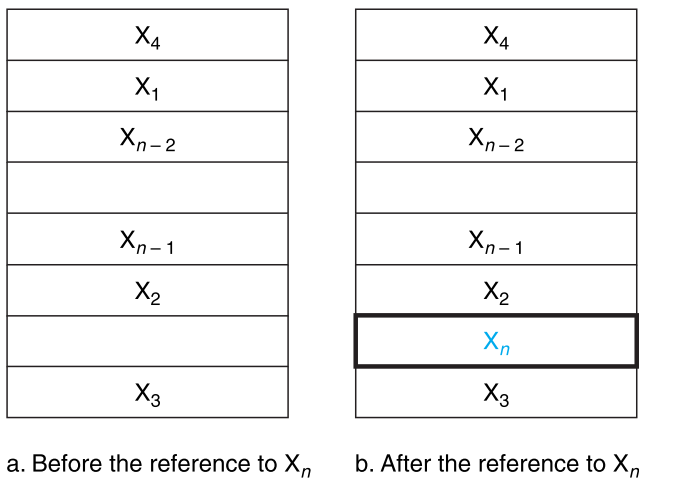 X₄ X₄
X₁ X₁
Xₙ₋₂ Xₙ₋₂
Xₙ₋₁ Xₙ₋₁
X₂ X₂
Xₙ
X₃ X₃
a. Before the reference to Xₙ b. After the reference to Xₙ